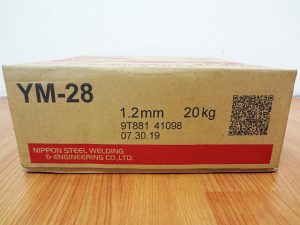 YM-28
1.2mm 20kg
9T881 41098
07.30.19
NIPPON STEEL WELDING
& ENGINEERING CO.,LTD.